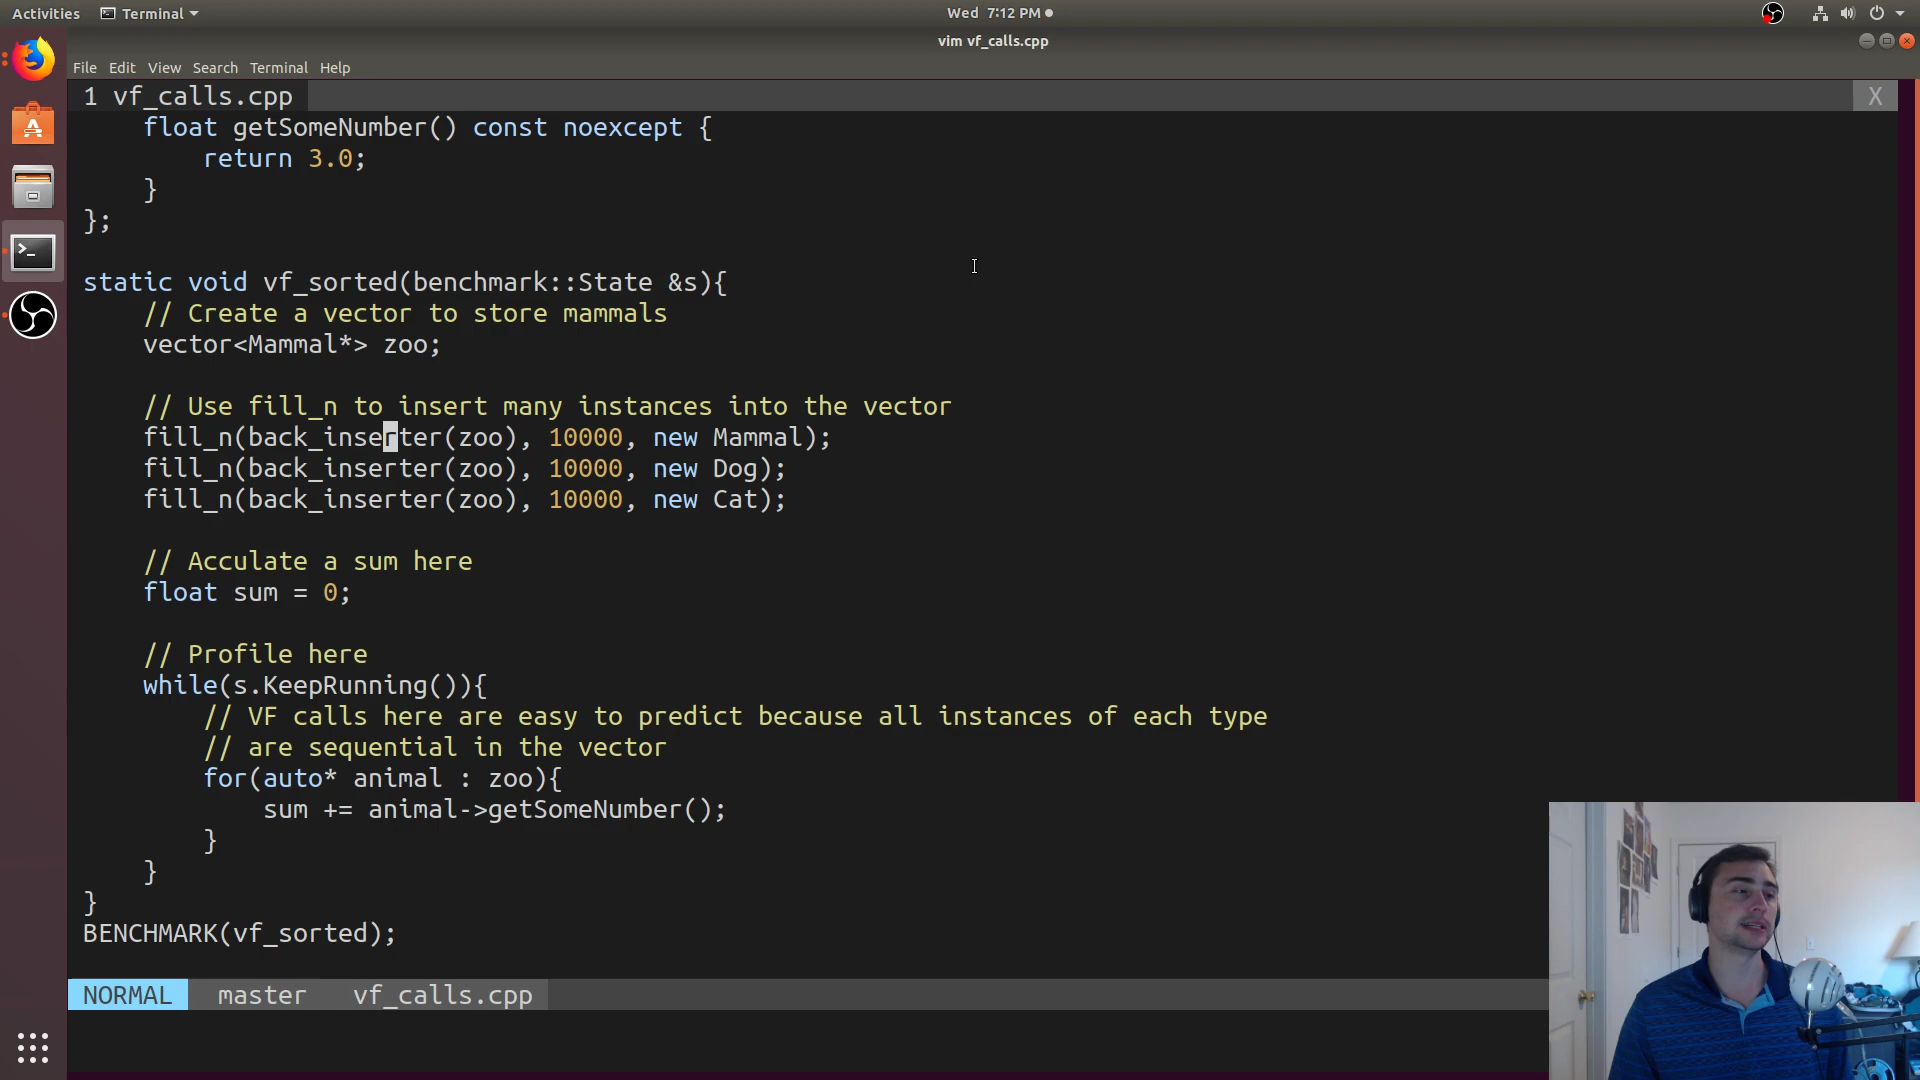 Activities Terminal Wed 7:12 PM
vim vf_calls.cpp
File Edit View Search Terminal Help
1 vf_calls.cpp X
float getSomeNumber() const noexcept {
return 3.0;
}
};
static void vf_sorted(benchmark::State &s){
// Create a vector to store mammals
vector<Mammal*> zoo;
// Use fill_n to insert many instances into the vector
fill_n(back_inserter(zoo), 10000, new Mammal);
fill_n(back_inserter(zoo), 10000, new Dog);
fill_n(back_inserter(zoo), 10000, new Cat);
// Acculate a sum here
float sum = 0;
// Profile here
while(s.KeepRunning()){
// VF calls here are easy to predict because all instances of each type
// are sequential in the vector
for(auto* animal : zoo){
sum += animal->getSomeNumber();
}
}
}
BENCHMARK(vf_sorted);
NORMAL master vf_calls.cpp